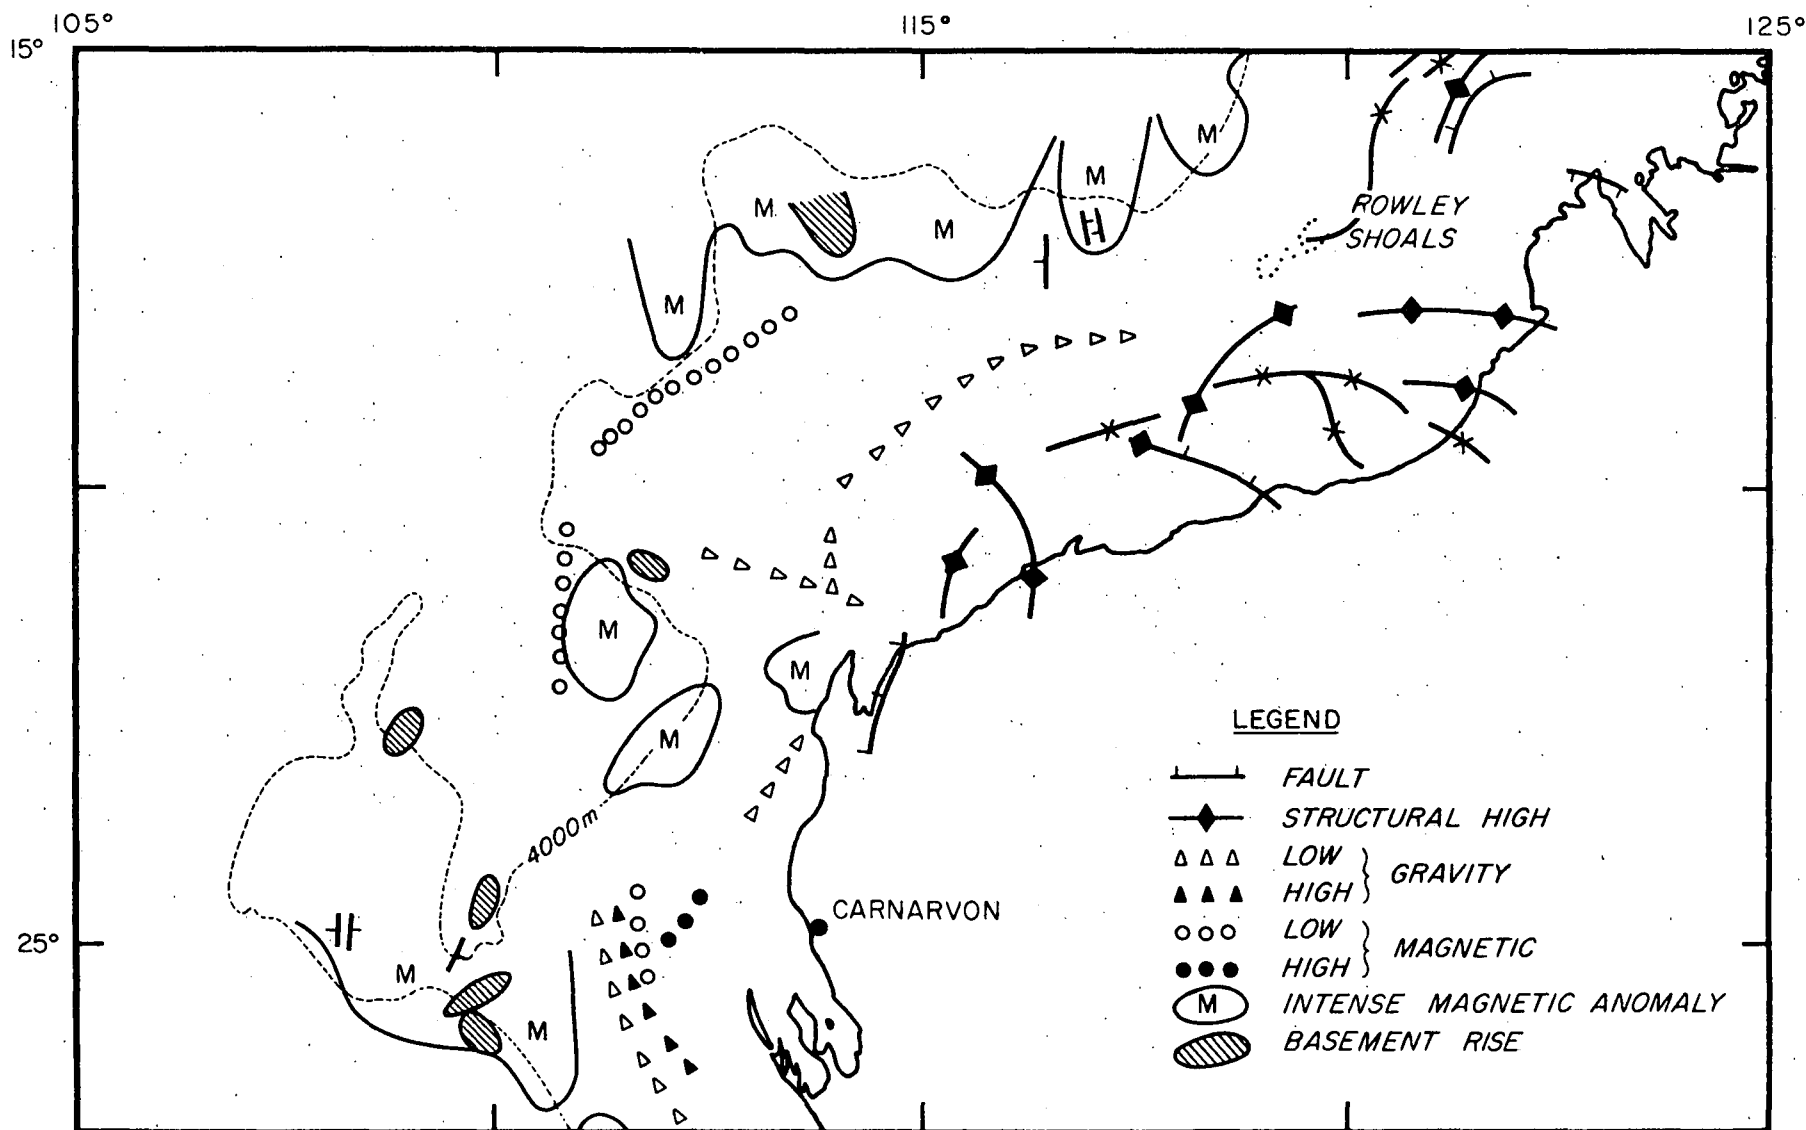 105°
115°
125°
15°
M
M
M
M
M
M
ROWLEY
SHOALS
M
M
M
4000m
25°
CARNARVON
M
M
LEGEND
FAULT
STRUCTURAL HIGH
LOW
HIGH
GRAVITY
LOW
HIGH
MAGNETIC
M
INTENSE MAGNETIC ANOMALY
BASEMENT RISE